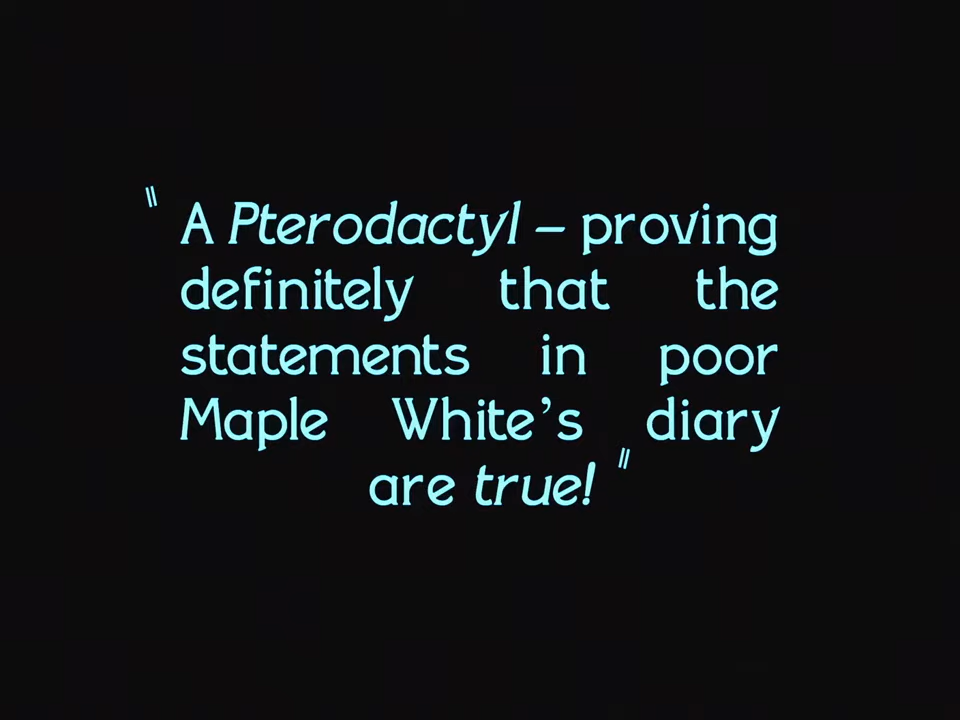 "A Pterodactyl – proving
definitely that the
statements in poor
Maple White’s diary
are true!"